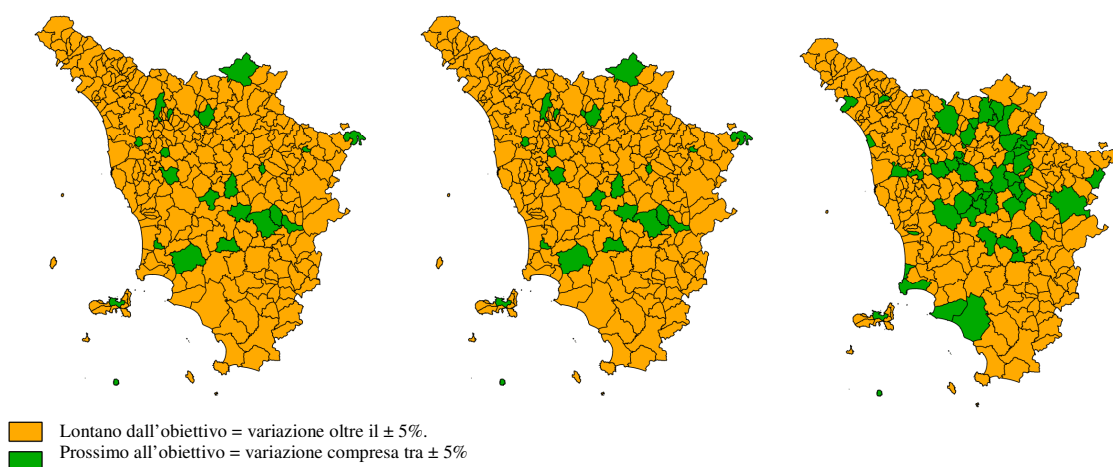 Lontano dall'obiettivo = variazione oltre il ± 5%.
Prossimo all'obiettivo = variazione compresa tra ± 5%